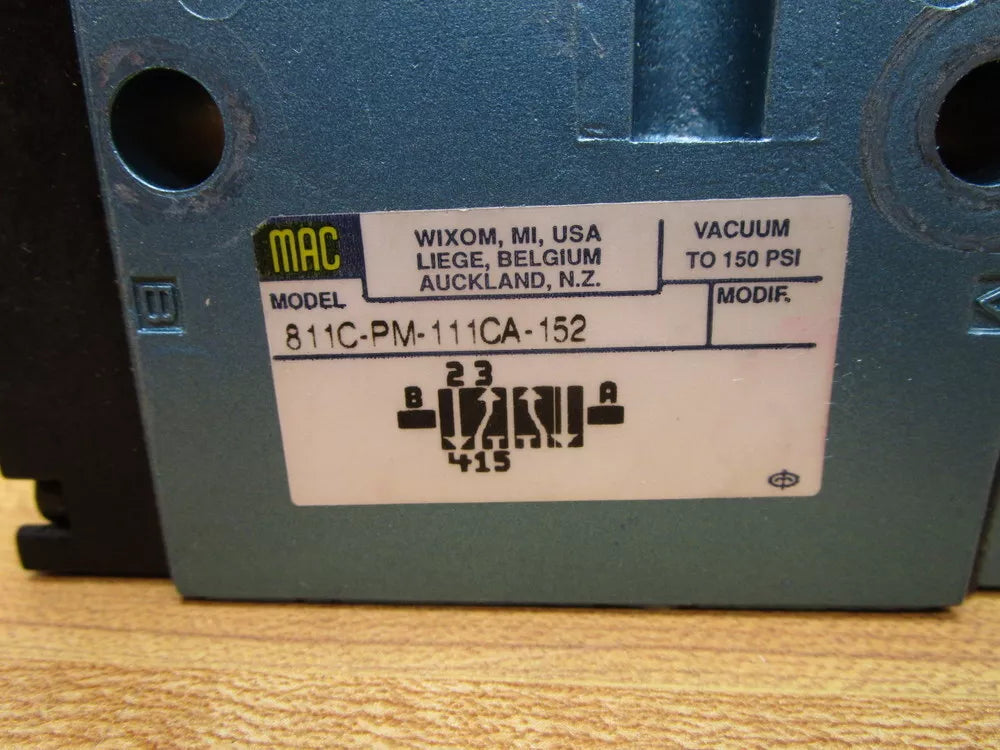 MAC
WIXOM, MI, USA
LIEGE, BELGIUM
AUCKLAND, N.Z.
VACUUM
TO 150 PSI
MODEL
811C-PM-111CA-152
MODIF.
2 3
B
A
4 1 5
B